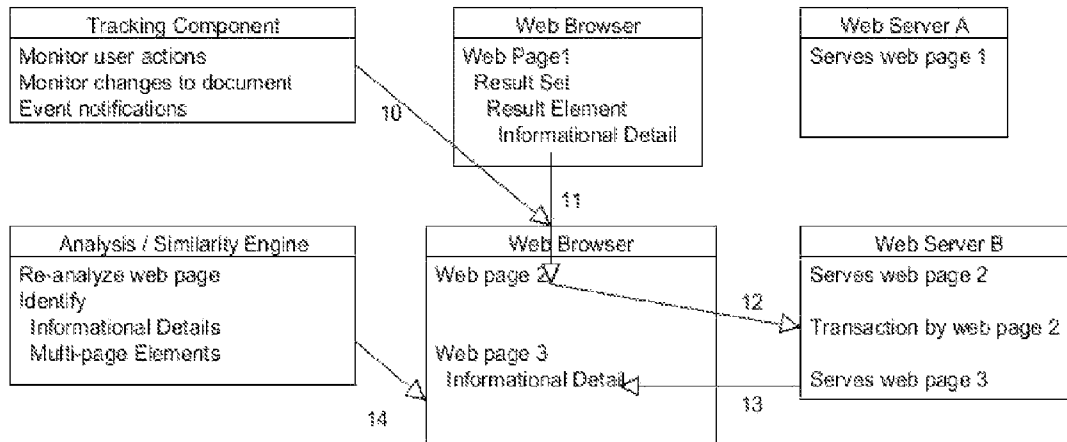 Tracking Component
Monitor user actions
Monitor changes to document
Event notifications
Web Browser
Web Page1
Result Set
Result Element
Informational Detail
Web Server A
Serves web page 1
10
11
Analysis / Similarity Engine
Re-analyze web page
Identify
Informational Details
Multi-page Elements
Web Browser
Web page 2
Web page 3
Informational Detail
Web Server B
Serves web page 2
Transaction by web page 2
Serves web page 3
12
13
14